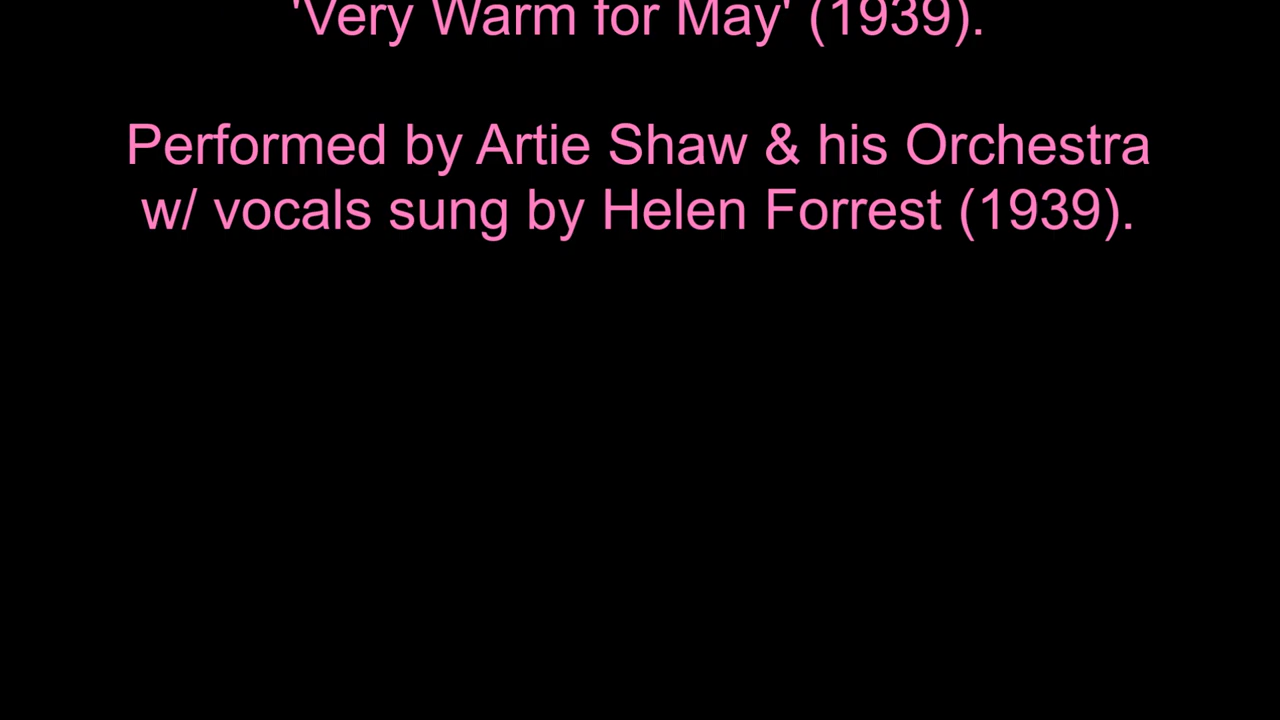 'Very Warm for May' (1939).
Performed by Artie Shaw & his Orchestra
w/ vocals sung by Helen Forrest (1939).